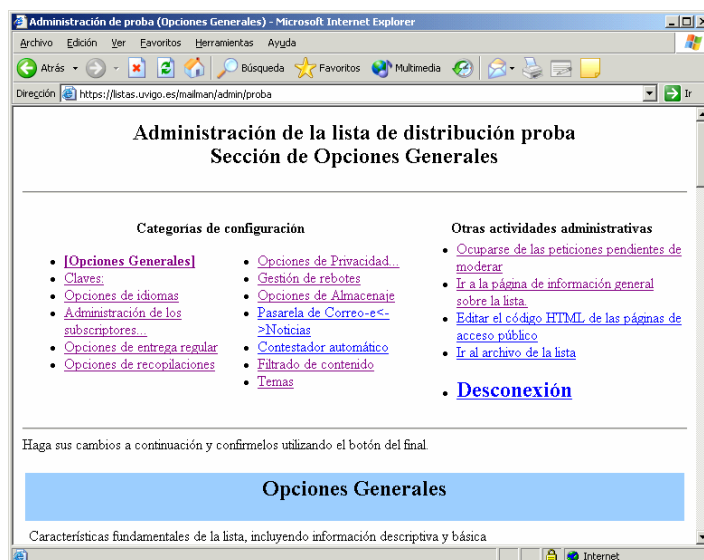 Administración de proba (Opciones Generales) - Microsoft Internet Explorer
Archivo Edición Ver Favoritos Herramientas Ayuda
Atrás Búsqueda Favoritos Multimedia
Dirección https://listas.uvigo.es/mailman/admin/proba Ir
Administración de la lista de distribución proba
Sección de Opciones Generales
Categorías de configuración
[Opciones Generales]
Claves:
Opciones de idiomas
Administración de los
subscriptores...
Opciones de entrega regular
Opciones de recopilaciones
Opciones de Privacidad...
Gestión de rebotes
Opciones de Almacenaje
Pasarela de Correo-e<-
>Noticias
Contestador automático
Filtrado de contenido
Temas
Otras actividades administrativas
Ocuparse de las peticiones pendientes de
moderar
Ir a la página de información general
sobre la lista.
Editar el código HTML de las páginas de
acceso público
Ir al archivo de la lista
Desconexión
Haga sus cambios a continuación y confirmelos utilizando el botón del final.
Opciones Generales
Características fundamentales de la lista, incluyendo información descriptiva y básica
Internet